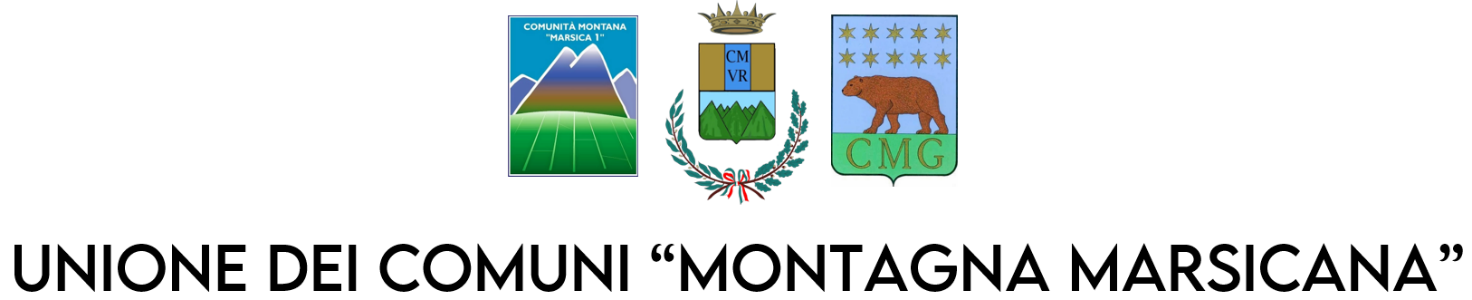 COMUNITÀ MONTANA
"MARSICA 1"
CM
VR
CMG
UNIONE DEI COMUNI “MONTAGNA MARSICANA”